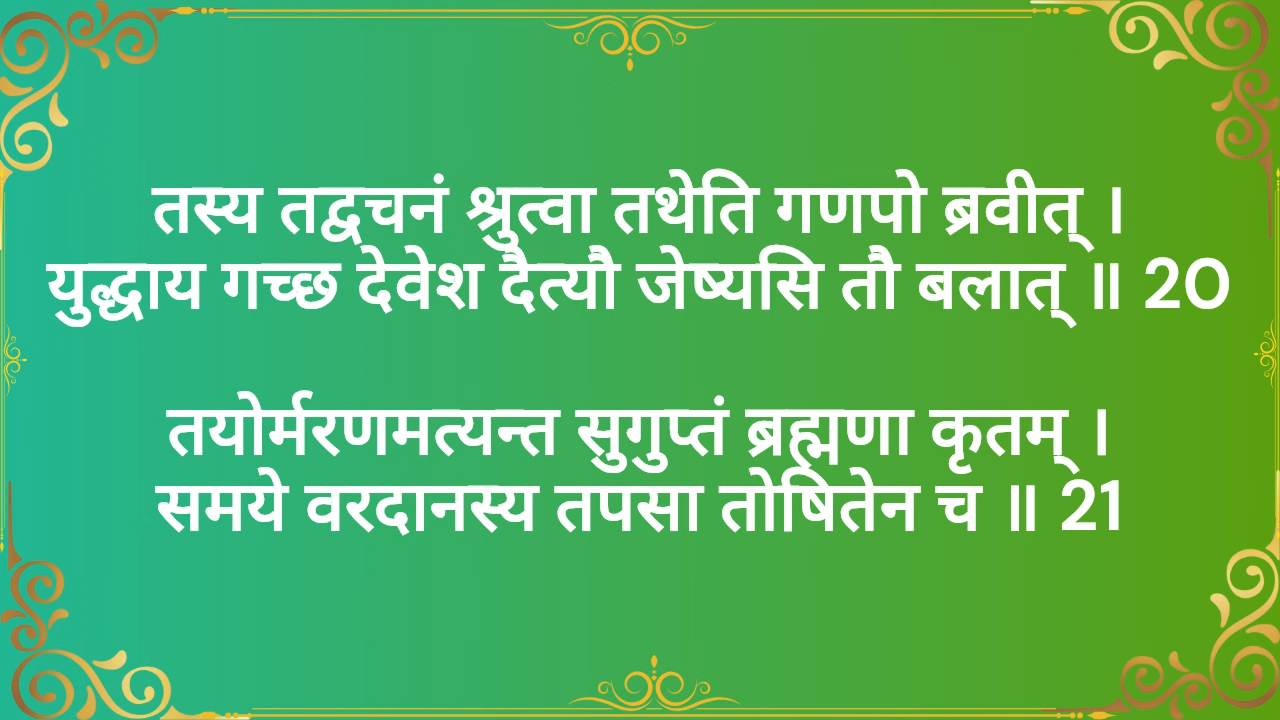 तस्य तद्वचनं श्रुत्वा तथेति गणपो ब्रवीत् ।
युद्धाय गच्छ देवेश दैत्यौ जेष्यसि तौ बलात् ॥ 20
तयोर्मरणमत्यन्त सुगुप्तं ब्रह्मणा कृतम् ।
समये वरदानस्य तपसा तोषितेन च ॥ 21